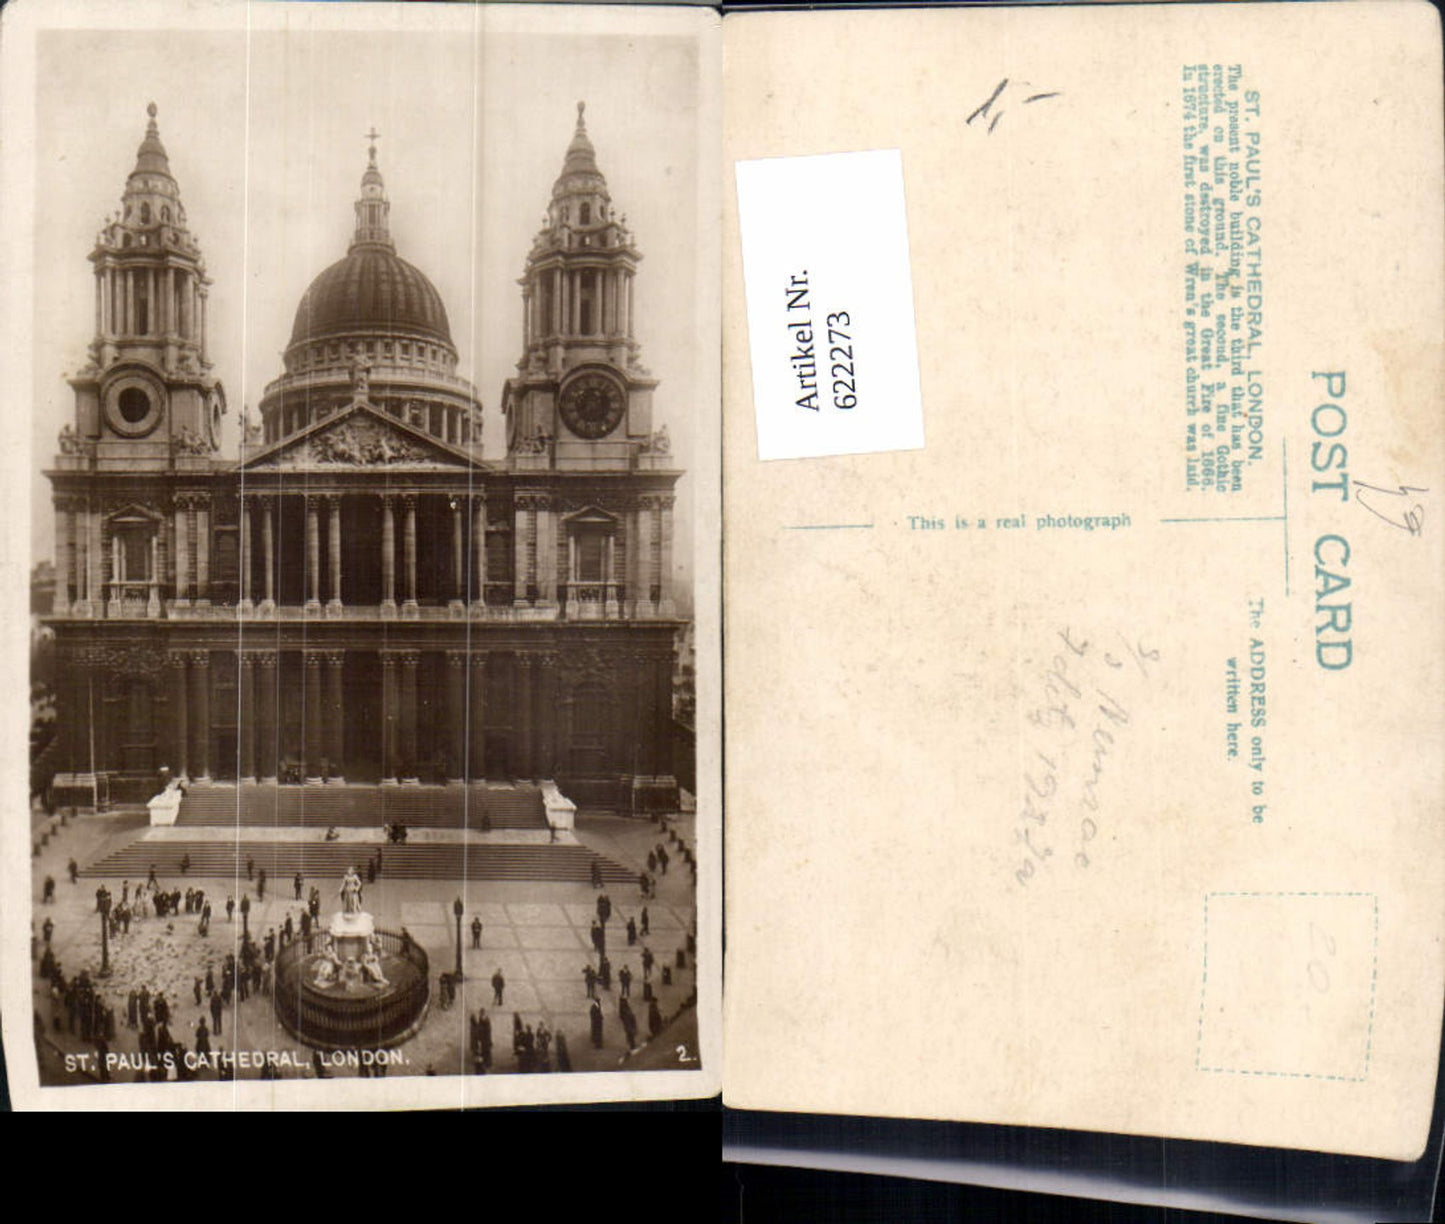 ST. PAUL'S CATHEDRAL, LONDON.
2.
Artikel Nr.
622273
ST. PAUL'S CATHEDRAL, LONDON.
The present noble building is the third that has been
erected on this ground. The second, a fine Gothic
structure, was destroyed in the Great Fire of 1666.
In 1674 the first stone of Wren's great church was laid.
This is a real photograph
POST CARD
The ADDRESS only to be
written here.
20